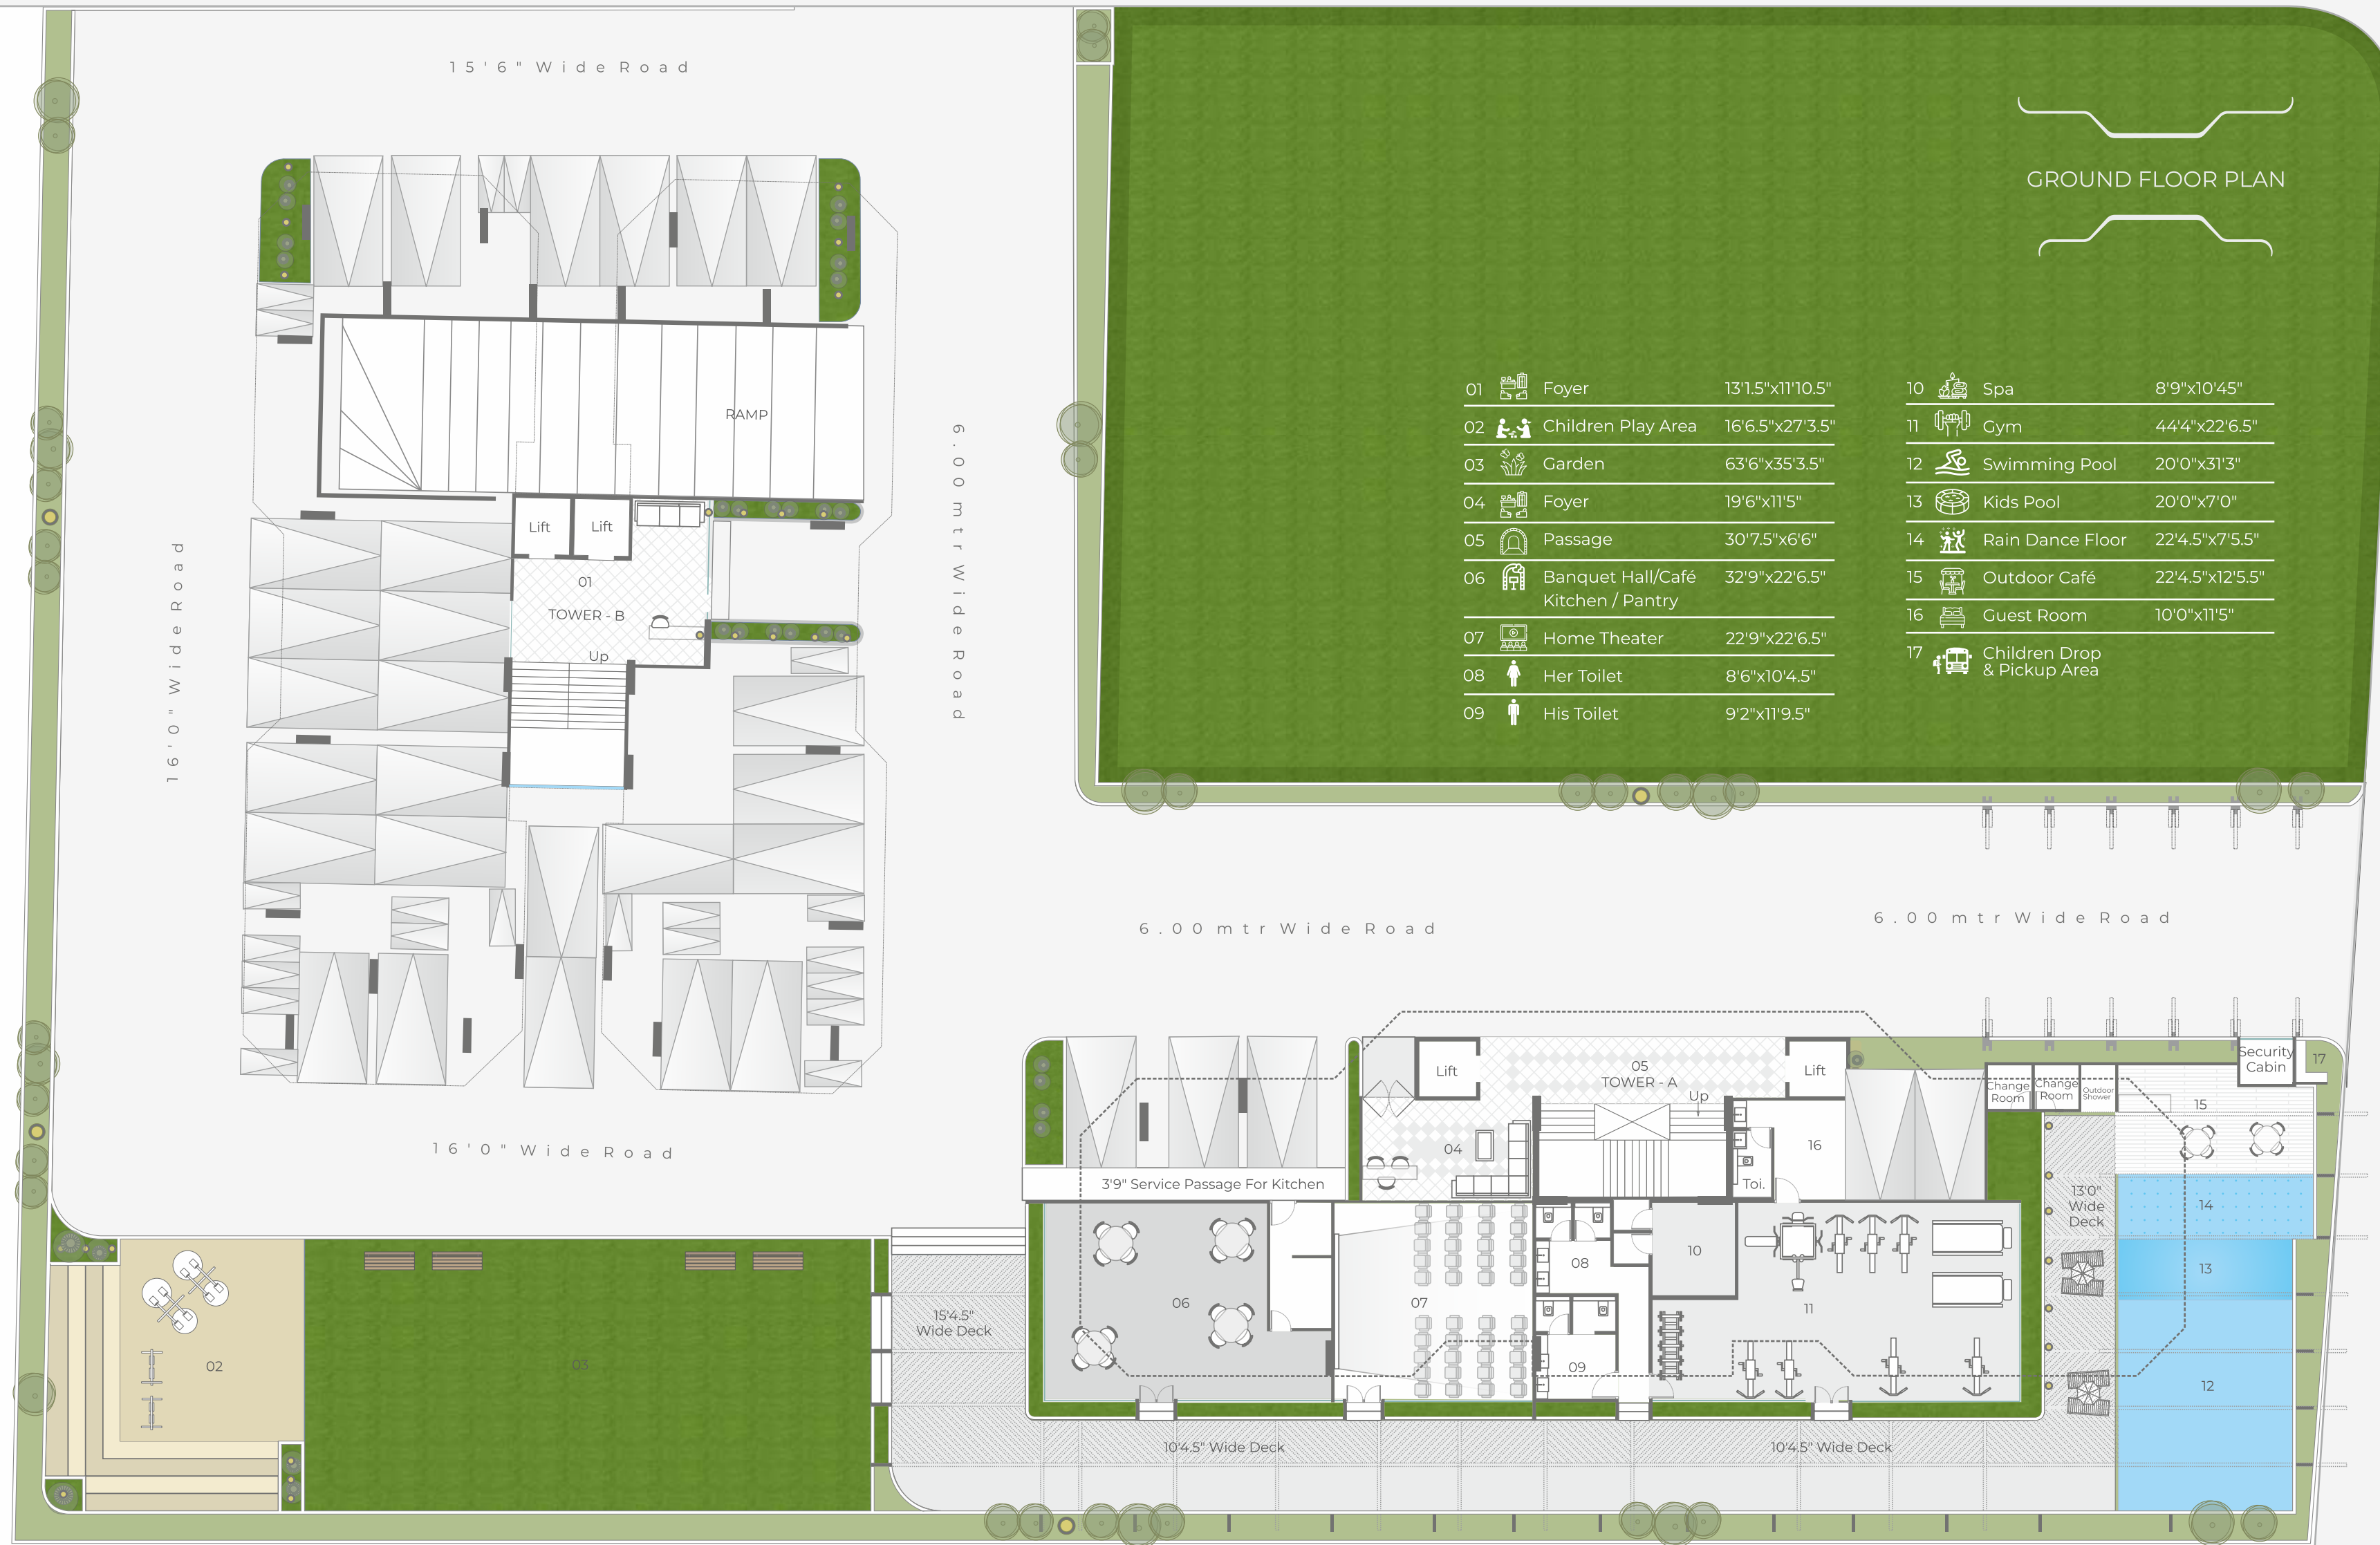 15'6" Wide Road
GROUND FLOOR PLAN
01 Foyer 13'1.5"x11'10.5"
02 Children Play Area 16'6.5"x27'3.5"
03 Garden 63'6"x35'3.5"
04 Foyer 19'6"x11'5"
05 Passage 30'7.5"x6'6"
06 Banquet Hall/Café 32'9"x22'6.5"
Kitchen / Pantry
07 Home Theater 22'9"x22'6.5"
08 Her Toilet 8'6"x10'4.5"
09 His Toilet 9'2"x11'9.5"
10 Spa 8'9"x10'45"
11 Gym 44'4"x22'6.5"
12 Swimming Pool 20'0"x31'3"
13 Kids Pool 20'0"x7'0"
14 Rain Dance Floor 22'4.5"x7'5.5"
15 Outdoor Café 22'4.5"x12'5.5"
16 Guest Room 10'0"x11'5"
17 Children Drop
& Pickup Area
RAMP
6.00 mtr Wide Road
16'0" Wide Road
Lift
Lift
01
TOWER - B
Up
6.00 mtr Wide Road
6.00 mtr Wide Road
16'0" Wide Road
Lift
05
TOWER - A
Up
Lift
Security
Cabin
17
Change
Room
Change
Room
Outdoor
Shower
15
04
16
Toi.
3'9" Service Passage For Kitchen
13'0"
Wide
Deck
14
13
12
06
07
08
09
10
11
15'4.5"
Wide Deck
02
03
10'4.5" Wide Deck
10'4.5" Wide Deck